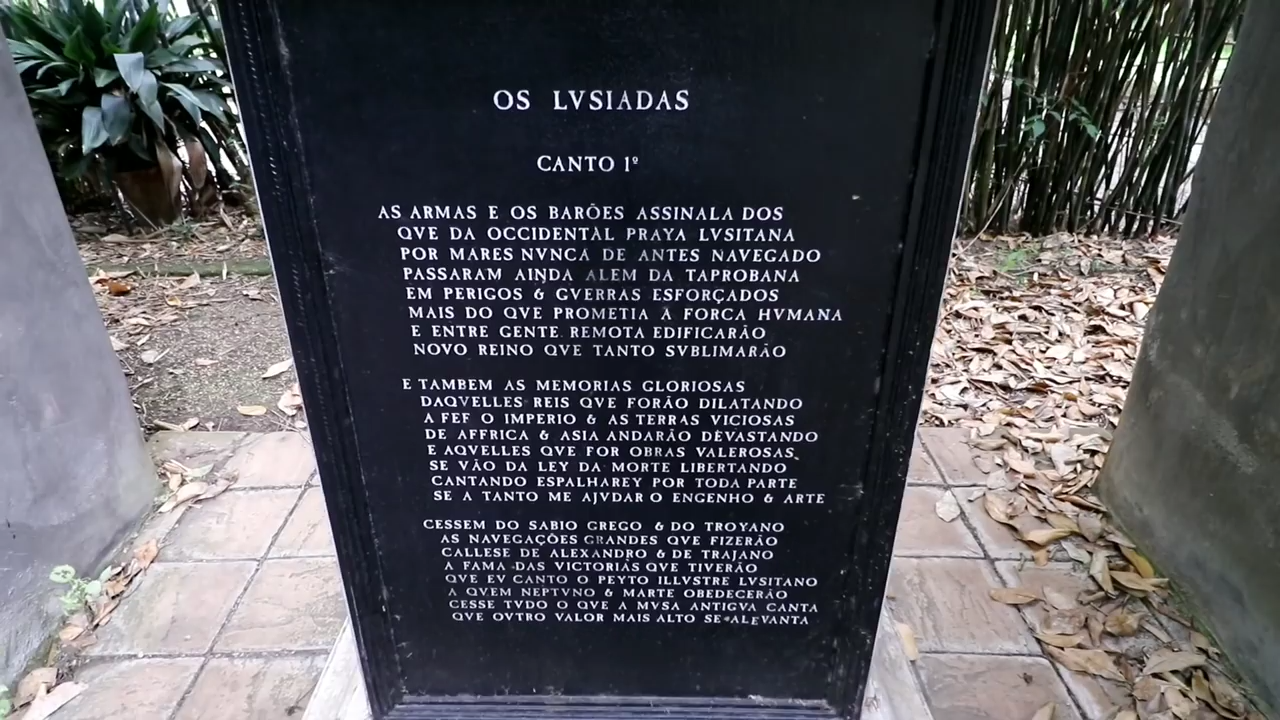 OS LVSIADAS
CANTO 1º
AS ARMAS E OS BARÕES ASSINALA DOS
QVE DA OCCIDENTAL PRAYA LVSITANA
POR MARES NVNCA DE ANTES NAVEGADO
PASSARAM AINDA ALEM DA TAPROBANA
EM PERIGOS & GVERRAS ESFORÇADOS
MAIS DO QVE PROMETIA A FORCA HVMANA
E ENTRE GENTE REMOTA EDIFICARÃO
NOVO REINO QVE TANTO SVBLIMARÃO
E TAMBEM AS MEMORIAS GLORIOSAS
DAQVELLES REIS QVE FORÃO DILATANDO
A FEF O IMPERIO & AS TERRAS VICIOSAS
DE AFFRICA & ASIA ANDARÃO DEVASTANDO
E AQVELLES QVE FOR OBRAS VALEROSAS
SE VÃO DA LEY DA MORTE LIBERTANDO
CANTANDO ESPALHAREY POR TODA PARTE
SE A TANTO ME AJVDAR O ENGENHO & ARTE
CESSEM DO SABIO GREGO & DO TROYANO
AS NAVEGAÇÕES GRANDES QVE FIZERÃO
CALLESE DE ALEXANDRO & DE TRAJANO
A FAMA DAS VICTORIAS QVE TIVERÃO
QVE EV CANTO O PEYTO ILLVSTRE LVSITANO
A QVEM NEPTVNO & MARTE OBEDECERÃO
CESSE TVDO O QVE A MVSA ANTIGVA CANTA
QVE OVTRO VALOR MAIS ALTO SE ALEVANTA